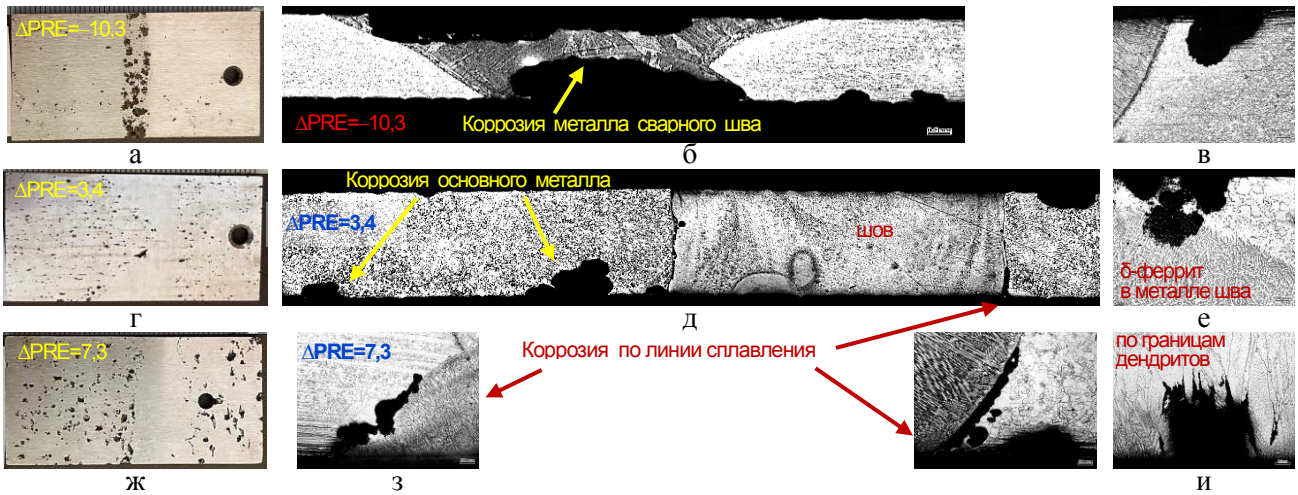 ΔPRE=–10,3
ΔPRE=–10,3
Коррозия металла сварного шва
а
б
в
ΔPRE=3,4
Коррозия основного металла
ΔPRE=3,4
шов
δ-феррит
в металле шва
г
д
е
ΔPRE=7,3
ΔPRE=7,3
Коррозия по линии сплавления
по границам
дендритов
ж
з
и